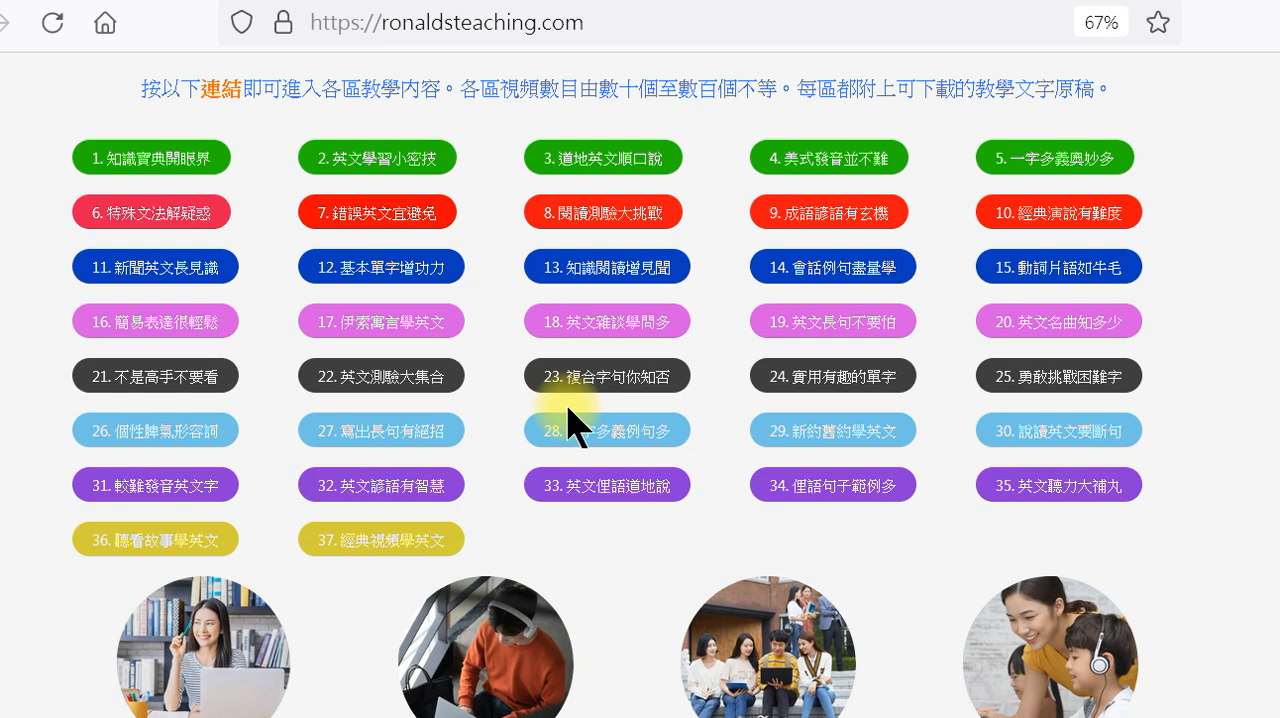 https://ronaldsteaching.com
67%
按以下連結即可進入各區教學內容。各區視頻數目由數十個至數百個不等。每區都附上可下載的教學文字原稿。
1. 知識寶典開眼界
2. 英文學習小密技
3. 道地英文順口說
4. 美式發音並不難
5. 一字多義奧妙多
6. 特殊文法解疑惑
7. 錯誤英文宜避免
8. 閱讀測驗大挑戰
9. 成語諺語有玄機
10. 經典演說有難度
11. 新聞英文長見識
12. 基本單字增功力
13. 知識閱讀增見聞
14. 會話例句盡量學
15. 動詞片語如牛毛
16. 簡易表達很輕鬆
17. 伊索寓言學英文
18. 英文雜談學問多
19. 英文長句不要怕
20. 英文名曲知多少
21. 不是高手不要看
22. 英文測驗大集合
23. 複合字句你知否
24. 實用有趣的單字
25. 勇敢挑戰困難字
26. 個性脾氣形容詞
27. 寫出長句有絕招
28. 字多義例句多
29. 新約舊約學英文
30. 說讀英文要斷句
31. 較難發音英文字
32. 英文諺語有智慧
33. 英文俚語道地說
34. 俚語句子範例多
35. 英文聽力大補丸
36. 聽看故事學英文
37. 經典視頻學英文